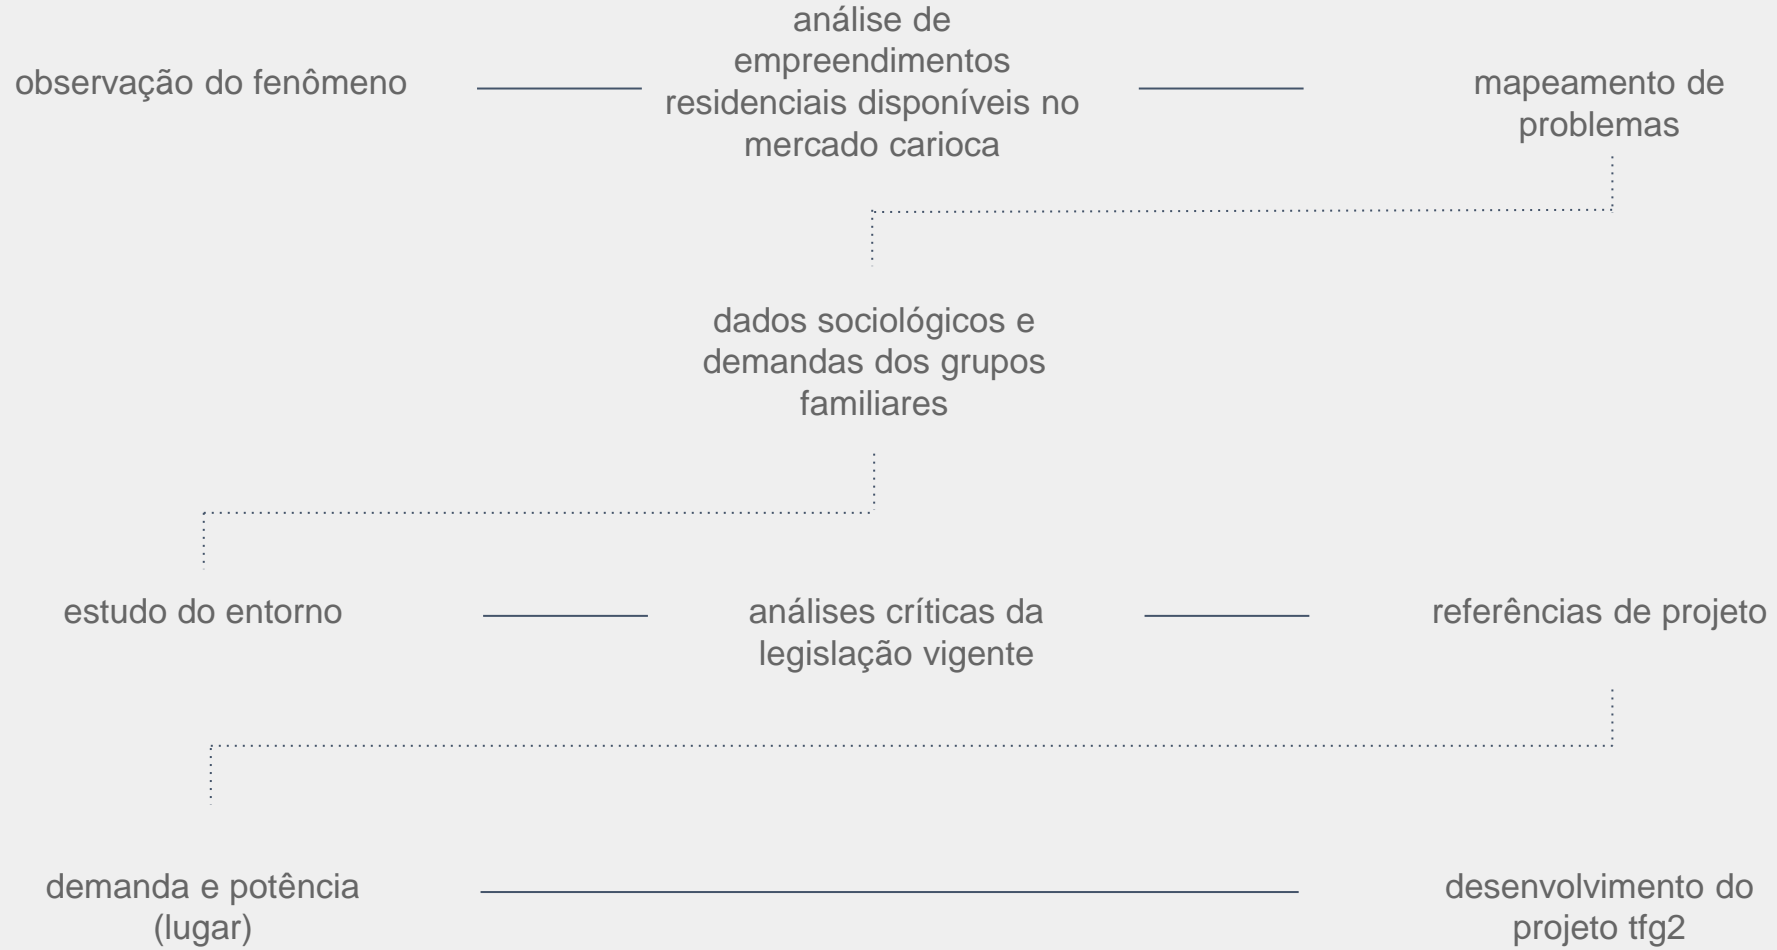 observação do fenômeno
análise de
empreendimentos
residenciais disponíveis no
mercado carioca
mapeamento de
problemas
dados sociológicos e
demandas dos grupos
familiares
estudo do entorno
análises críticas da
legislação vigente
referências de projeto
demanda e potência
(lugar)
desenvolvimento do
projeto tfg2